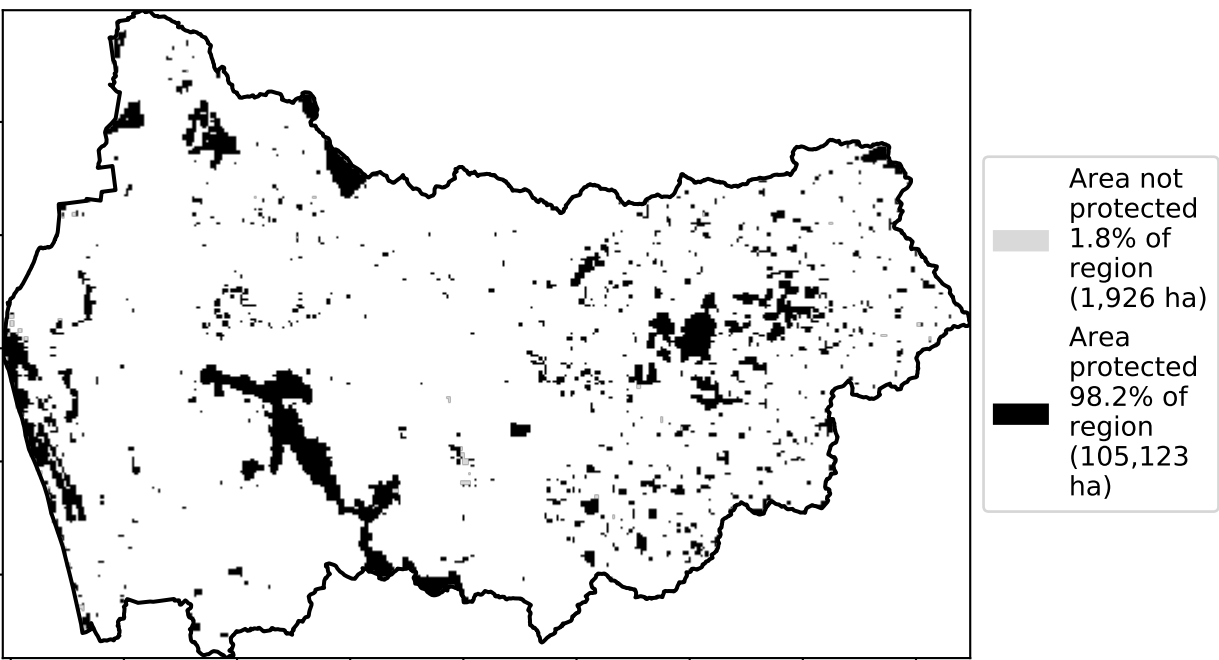 Area not
protected
1.8% of
region
(1,926 ha)
Area
protected
98.2% of
region
(105,123
ha)